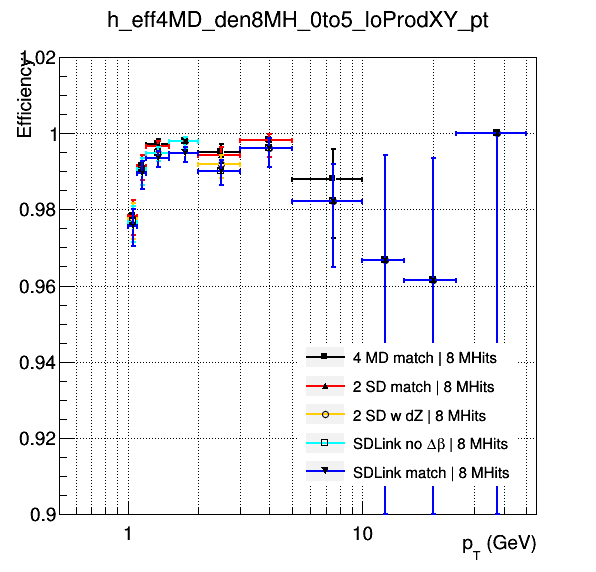 h_eff4MD_den8MH_0to5_loProdXY_pt
Efficiency
1.02
1
0.98
0.96
0.94
0.92
0.9
4 MD match | 8 MHits
2 SD match | 8 MHits
2 SD w dZ | 8 MHits
SDLink no Δβ | 8 MHits
SDLink match | 8 MHits
1
10
p_T (GeV)